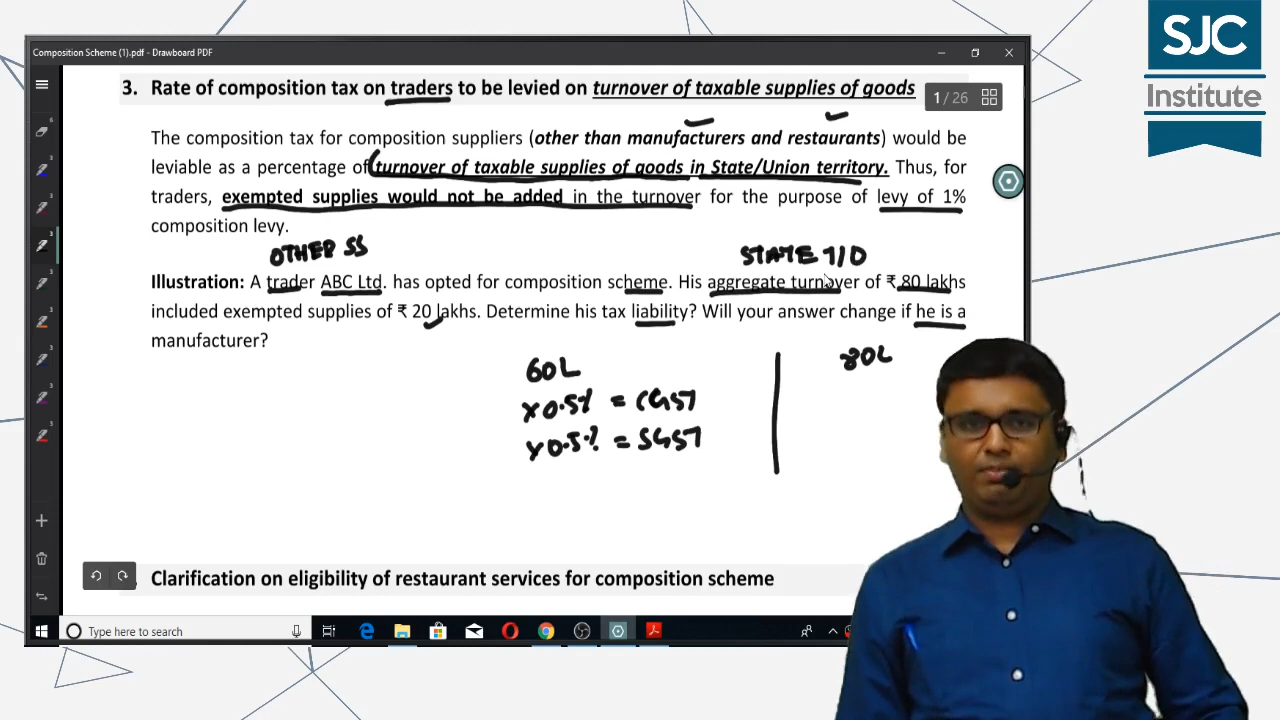 SJC
Institute
Composition Scheme (1).pdf - Drawboard PDF
3. Rate of composition tax on traders to be levied on turnover of taxable supplies of goods
1 / 26
The composition tax for composition suppliers (other than manufacturers and restaurants) would be
leviable as a percentage of turnover of taxable supplies of goods in State/Union territory. Thus, for
traders, exempted supplies would not be added in the turnover for the purpose of levy of 1%
composition levy.
OTHER SS
STATE T/O
Illustration: A trader ABC Ltd. has opted for composition scheme. His aggregate turnover of ₹ 80 lakhs
included exempted supplies of ₹ 20 lakhs. Determine his tax liability? Will your answer change if he is a
manufacturer?
60L
80L
x0.5% = CGST
x0.5% = SGST
Clarification on eligibility of restaurant services for composition scheme
Type here to search